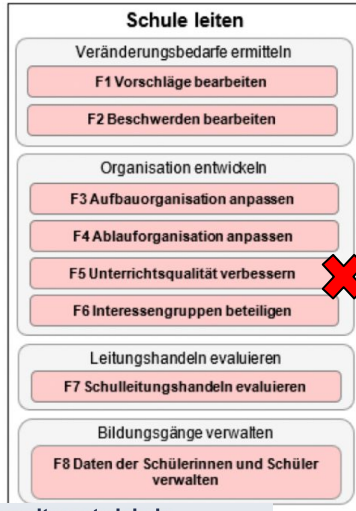 Schule leiten
Veränderungsbedarfe ermitteln
F1 Vorschläge bearbeiten
F2 Beschwerden bearbeiten
Organisation entwickeln
F3 Aufbauorganisation anpassen
F4 Ablauforganisation anpassen
F5 Unterrichtsqualität verbessern
F6 Interessengruppen beteiligen
Leitungshandeln evaluieren
F7 Schulleitungshandeln evaluieren
Bildungsgänge verwalten
F8 Daten der Schülerinnen und Schüler
verwalten